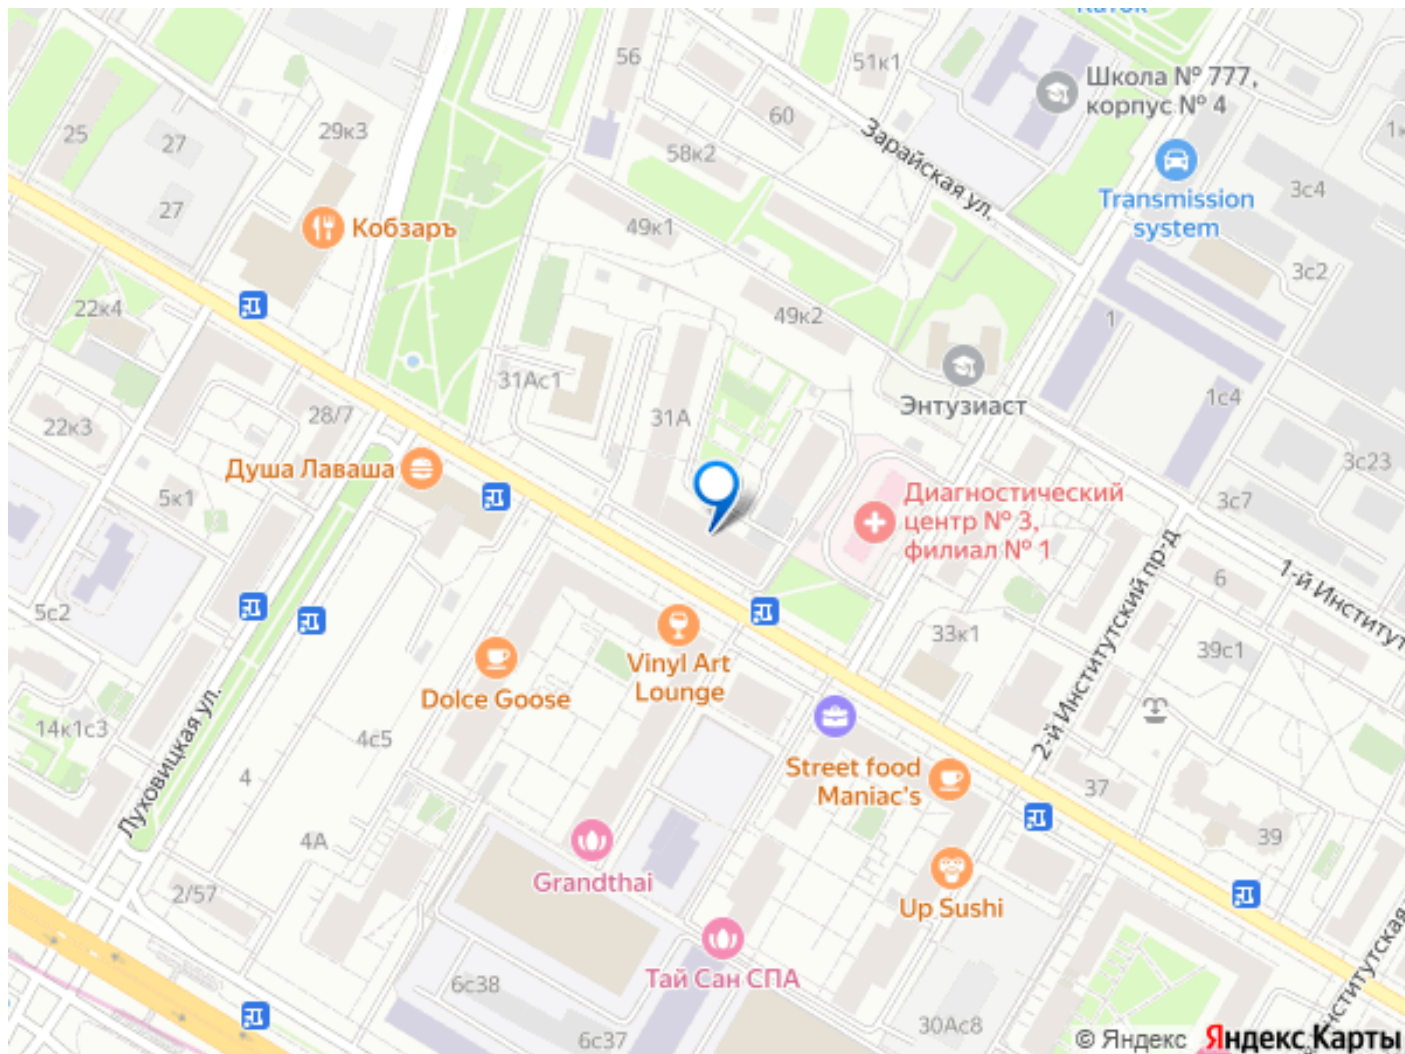 Каток
56
51к1
Школа № 777,
корпус № 4
25
27
29к3
60
58к2
Зарайская ул.
Transmission
system
3с4
27
Кобзаръ
49к1
3с2
22к4
49к2
1
31Ас1
Энтузиаст
1с4
22к3
28/7
31А
Душа Лаваша
3с23
5к1
Диагностический
центр № 3,
филиал № 1
3с7
2-й Институтский пр-д
6
5с2
33к1
39с1
Vinyl Art
Lounge
Dolce Goose
14к1с3
Луховицкая ул.
4с5
4
Street food
Maniac's
37
39
4А
Grandthai
2/57
Up Sushi
Тай Сан СПА
6с38
6с37
30Ас8
© Яндекс Яндекс Карты